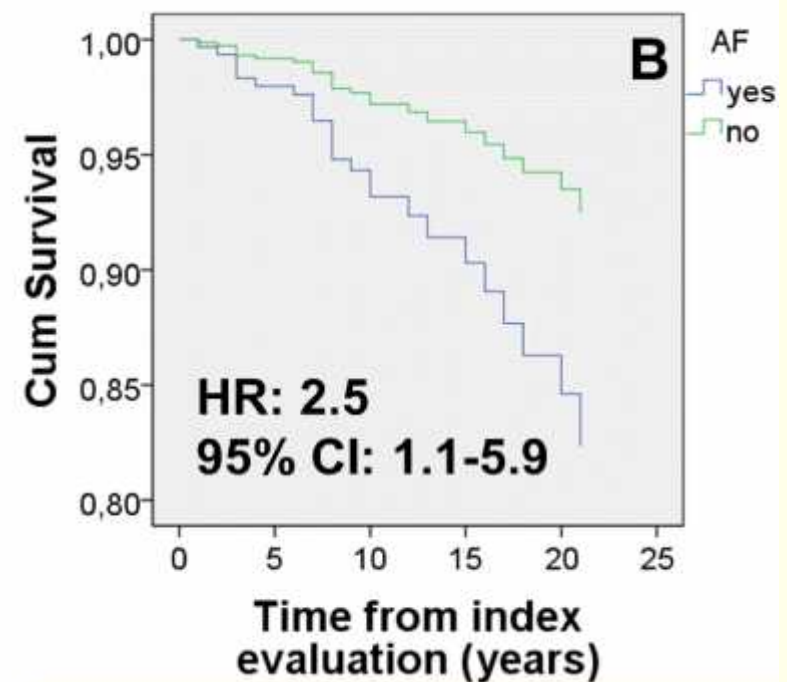 B
AF
yes
no
Cum Survival
1,00
0,95
0,90
0,85
0,80
HR: 2.5
95% CI: 1.1-5.9
0 5 10 15 20 25
Time from index
evaluation (years)